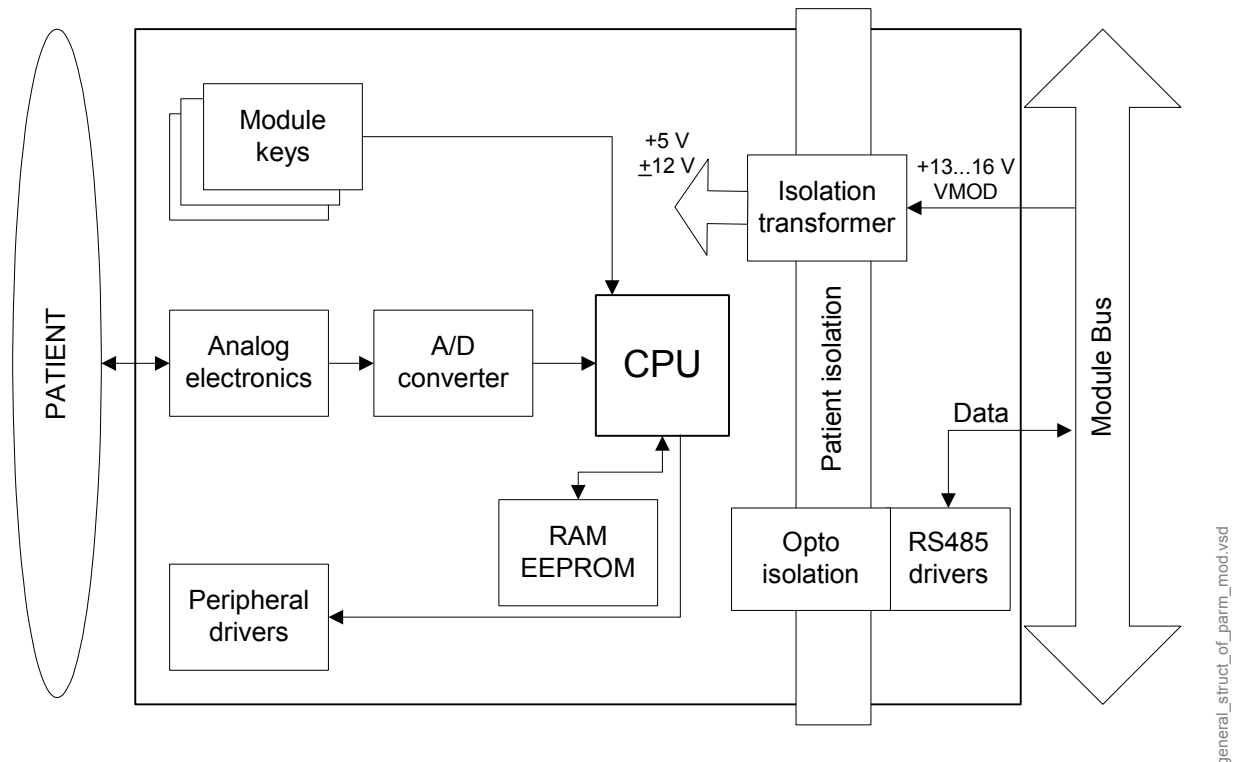 Module
keys
+5 V
±12 V
Isolation
transformer
+13...16 V
VMOD
PATIENT
Analog
electronics
A/D
converter
CPU
Patient isolation
Module Bus
Data
RAM
EEPROM
Opto
isolation
RS485
drivers
Peripheral
drivers
general_struct_of_parm_mod.vsd